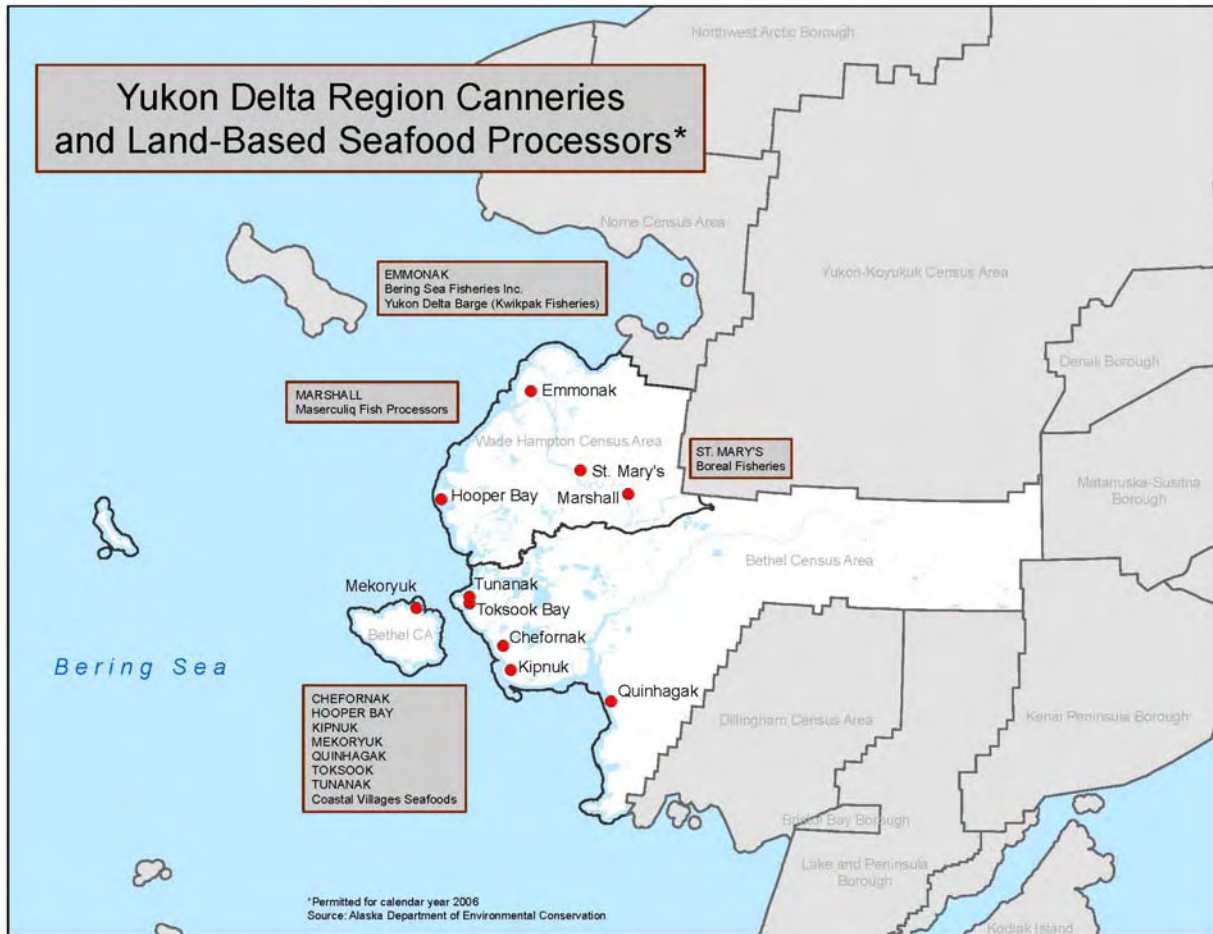 Northwest Arctic Borough
Yukon Delta Region Canneries
and Land-Based Seafood Processors*
Nome Census Area
Yukon-Koyukuk Census Area
EMMONAK
Bering Sea Fisheries Inc.
Yukon Delta Barge (Kwikpak Fisheries)
Denali Borough
MARSHALL
Maserculiq Fish Processors
Emmonak
Wade Hampton Census Area
ST. MARY'S
Boreal Fisheries
St. Mary's
Hooper Bay
Marshall
Matanuska-Susitna
Borough
Bethel Census Area
Mekoryuk
Tunanak
Toksook Bay
Bethel CA
Chefornak
Bering Sea
Kipnuk
Quinhagak
CHEFORNAK
HOOPER BAY
KIPNUK
MEKORYUK
QUINHAGAK
TOKSOOK
TUNANAK
Coastal Villages Seafoods
Dillingham Census Area
Kenai Peninsula Borough
Bristol Bay Borough
Lake and Peninsula
Borough
*Permitted for calendar year 2006
Source: Alaska Department of Environmental Conservation
Kodiak Island